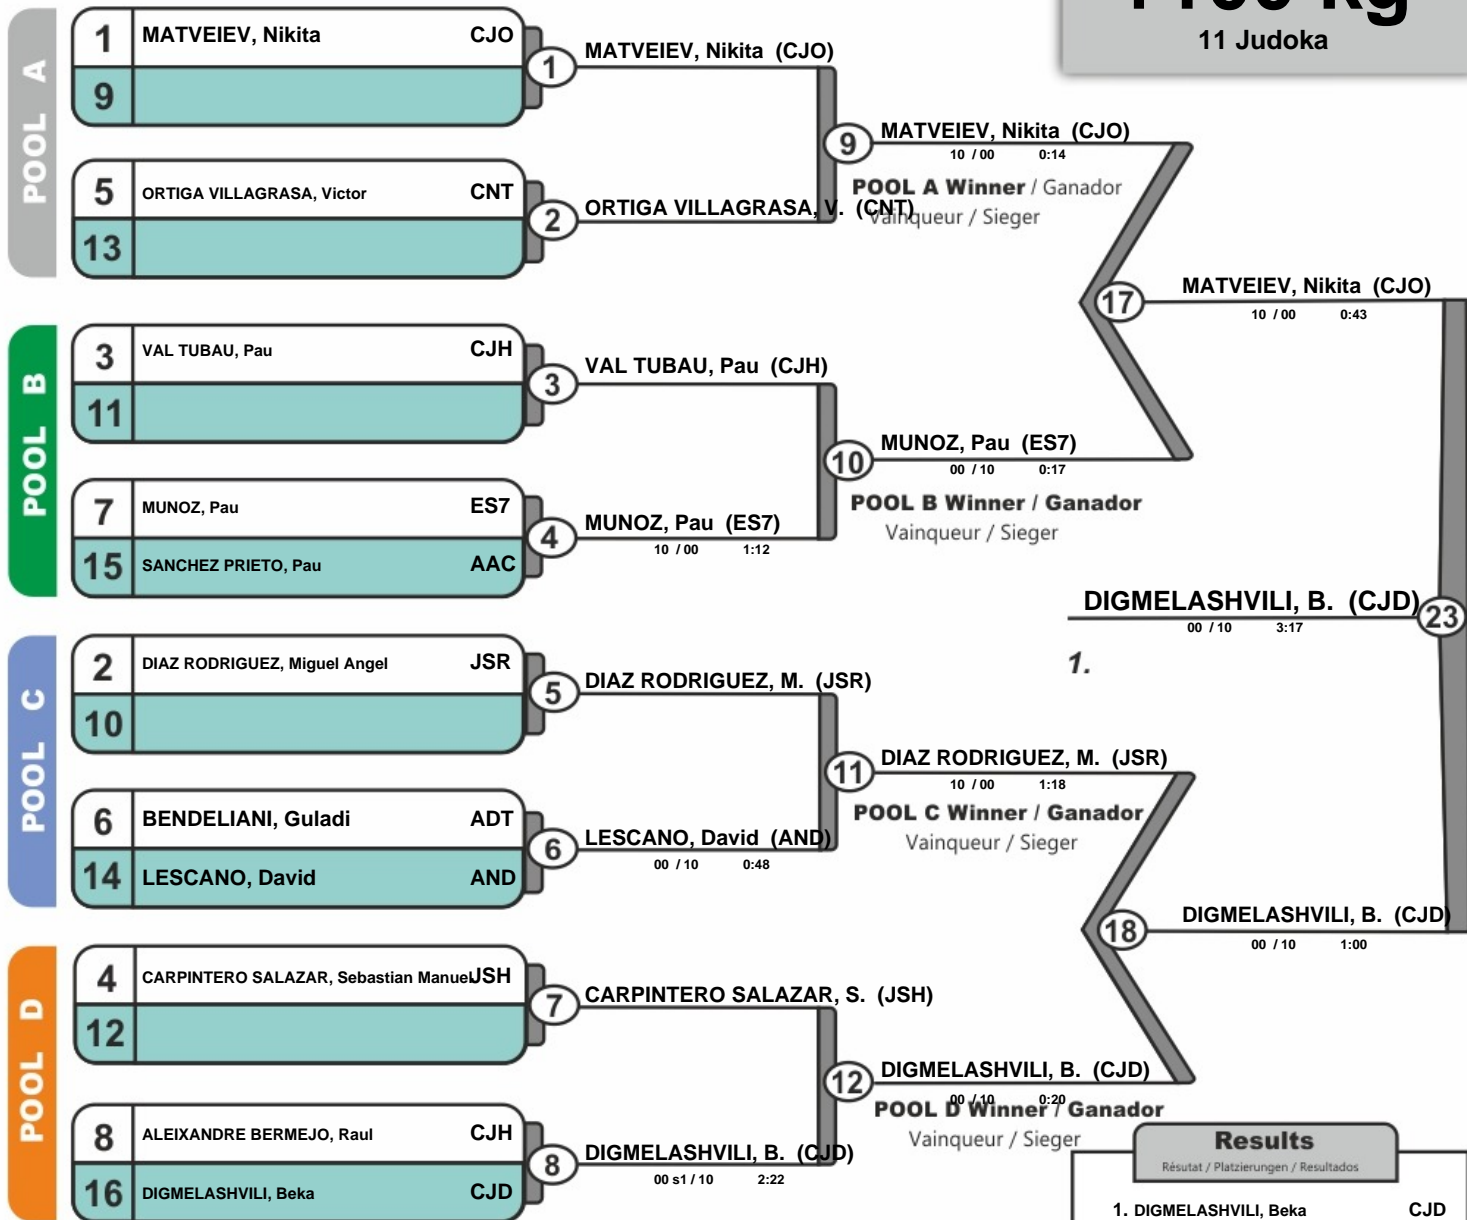 kg
11 Judoka
POOL A
1 MATVEIEV, Nikita CJO
9
1
MATVEIEV, Nikita (CJO)
5 ORTIGA VILLAGRASA, Victor CNT
13
2
ORTIGA VILLAGRASA, V. (CNT)
9
MATVEIEV, Nikita (CJO)
10 / 00 0:14
POOL A Winner / Ganador
Vainqueur / Sieger
POOL B
3 VAL TUBAU, Pau CJH
11
3
VAL TUBAU, Pau (CJH)
7 MUNOZ, Pau ES7
15 SANCHEZ PRIETO, Pau AAC
4
MUNOZ, Pau (ES7)
10 / 00 1:12
10
MUNOZ, Pau (ES7)
00 / 10 0:17
POOL B Winner / Ganador
Vainqueur / Sieger
17
MATVEIEV, Nikita (CJO)
10 / 00 0:43
POOL C
2 DIAZ RODRIGUEZ, Miguel Angel JSR
10
5
DIAZ RODRIGUEZ, M. (JSR)
6 BENDELIANI, Guladi ADT
14 LESCANO, David AND
6
LESCANO, David (AND)
00 / 10 0:48
11
DIAZ RODRIGUEZ, M. (JSR)
10 / 00 1:18
POOL C Winner / Ganador
Vainqueur / Sieger
POOL D
4 CARPINTERO SALAZAR, Sebastian Manuel JSH
12
7
CARPINTERO SALAZAR, S. (JSH)
8 ALEIXANDRE BERMEJO, Raul CJH
16 DIGMELASHVILI, Beka CJD
8
DIGMELASHVILI, B. (CJD)
00 s1 / 10 2:22
12
DIGMELASHVILI, B. (CJD)
00 / 10 0:20
POOL D Winner / Ganador
Vainqueur / Sieger
18
DIGMELASHVILI, B. (CJD)
00 / 10 1:00
DIGMELASHVILI, B. (CJD)
23
00 / 10 3:17
1.
Results
Résutat / Platzierungen / Resultados
1. DIGMELASHVILI, Beka CJD